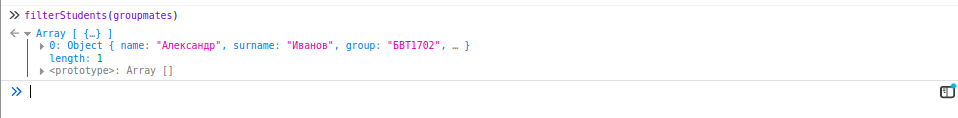 filterStudents(groupmates)
Array [ {…} ]
0: Object { name: "Александр", surname: "Иванов", group: "БВТ1702", … }
length: 1
<prototype>: Array []